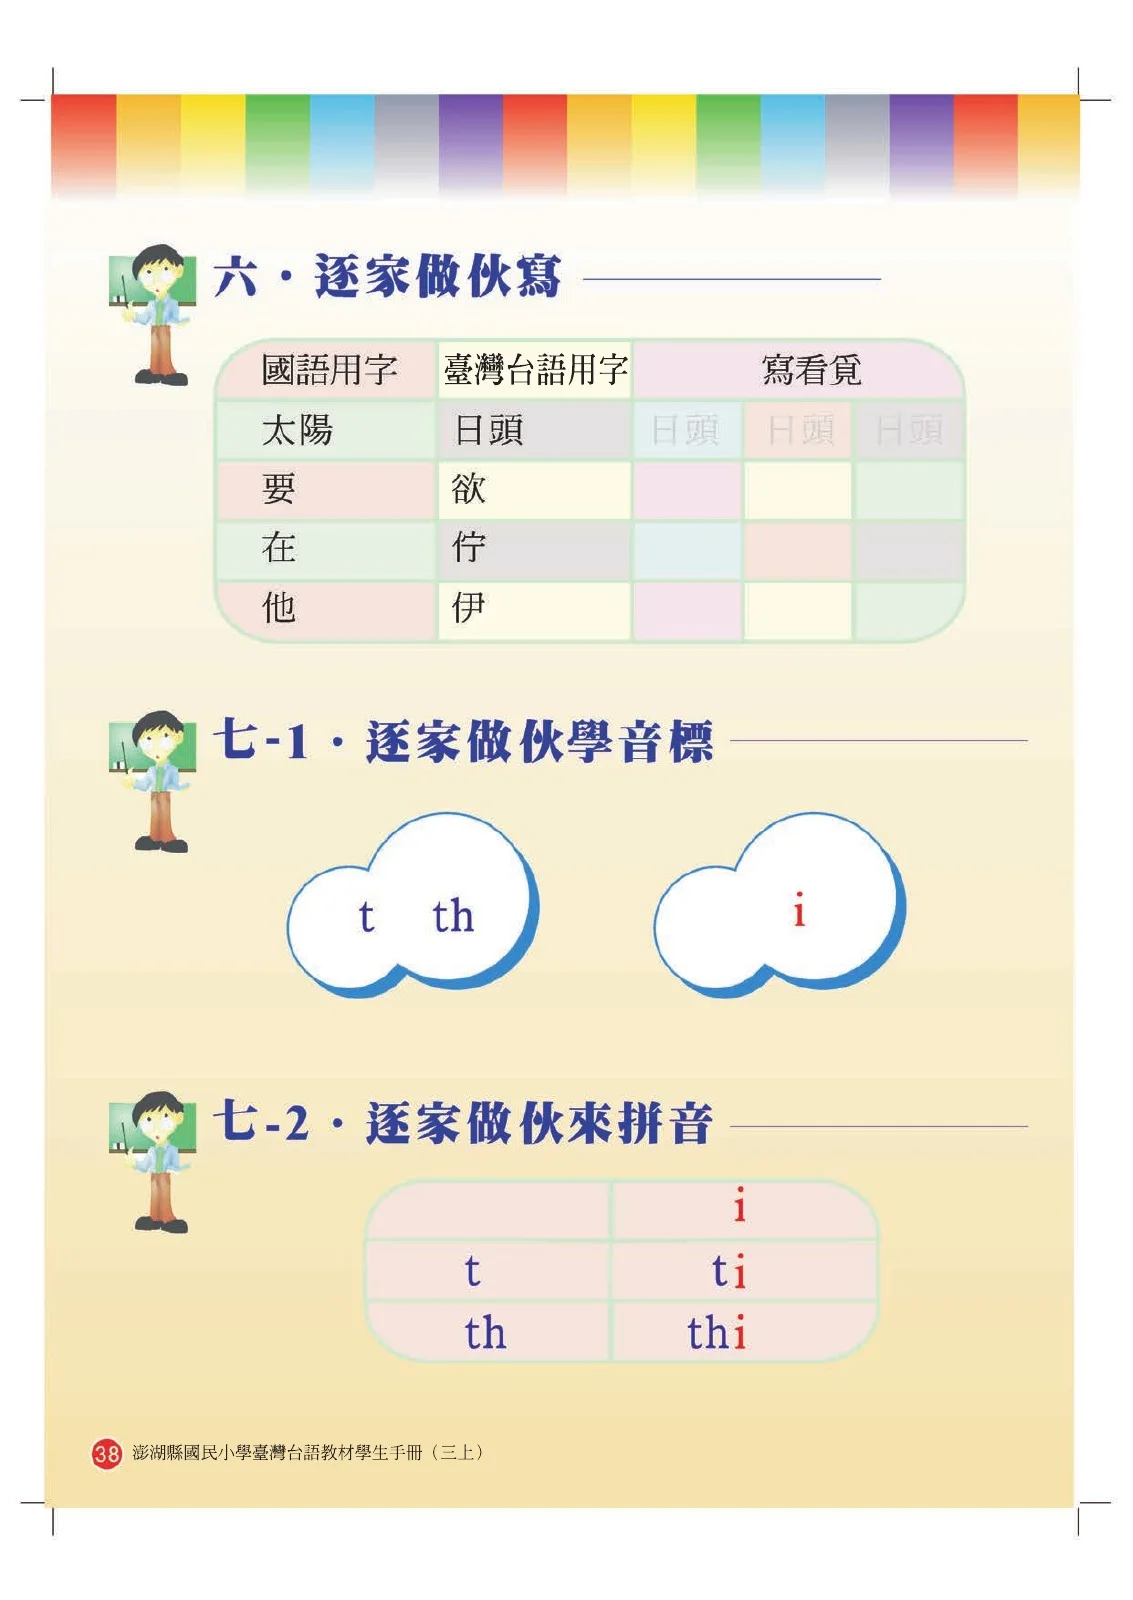 六・逐家做伙寫
國語用字 臺灣台語用字 寫看覓
太陽 日頭 日頭 日頭 日頭
要 欲
在 佇
他 伊
七-1・逐家做伙學音標
t th i
七-2・逐家做伙來拼音
i
t ti
th thi
38 澎湖縣國民小學臺灣台語教材學生手冊（三上）